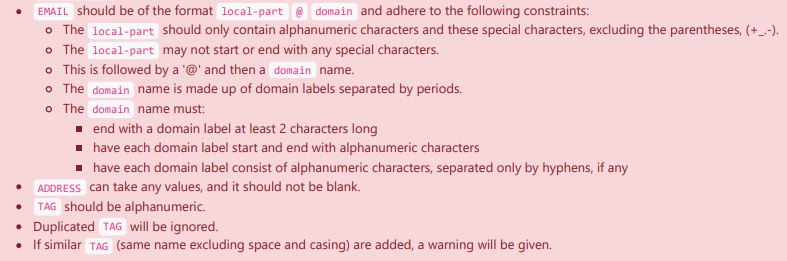 EMAIL should be of the format local-part @ domain and adhere to the following constraints:
The local-part should only contain alphanumeric characters and these special characters, excluding the parentheses, (+_.-).
The local-part may not start or end with any special characters.
This is followed by a '@' and then a domain name.
The domain name is made up of domain labels separated by periods.
The domain name must:
end with a domain label at least 2 characters long
have each domain label start and end with alphanumeric characters
have each domain label consist of alphanumeric characters, separated only by hyphens, if any
ADDRESS can take any values, and it should not be blank.
TAG should be alphanumeric.
Duplicated TAG will be ignored.
If similar TAG (same name excluding space and casing) are added, a warning will be given.